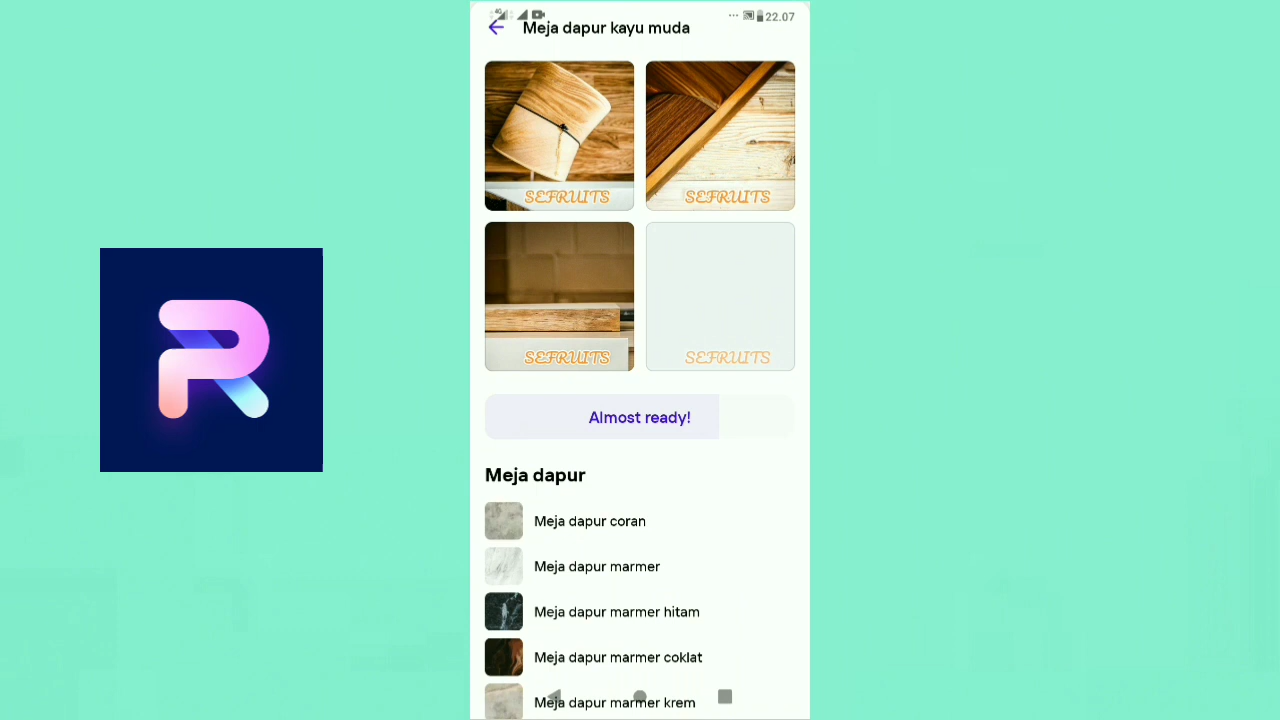 4G
22.07
Meja dapur kayu muda
SEFRUITS
SEFRUITS
SEFRUITS
SEFRUITS
Almost ready!
Meja dapur
Meja dapur coran
Meja dapur marmer
Meja dapur marmer hitam
Meja dapur marmer coklat
Meja dapur marmer krem